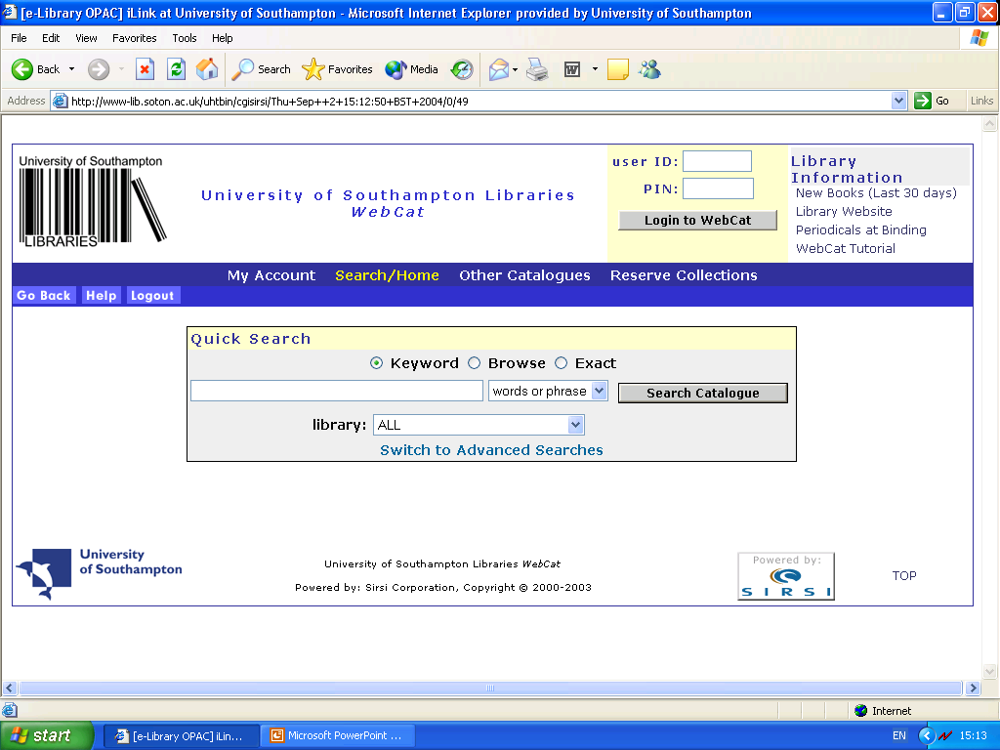 [e-Library OPAC] iLink at University of Southampton - Microsoft Internet Explorer provided by University of Southampton
File Edit View Favorites Tools Help
Back Search Favorites Media
Address http://www-lib.soton.ac.uk/uhtbin/cgisirsi/Thu+Sep++2+15:12:50+BST+2004/0/49 Go Links
University of Southampton
LIBRARIES
University of Southampton Libraries
WebCat
user ID:
PIN:
Login to WebCat
Library
Information
New Books (Last 30 days)
Library Website
Periodicals at Binding
WebCat Tutorial
My Account Search/Home Other Catalogues Reserve Collections
Go Back Help Logout
Quick Search
Keyword Browse Exact
words or phrase Search Catalogue
library: ALL
Switch to Advanced Searches
University
of Southampton
University of Southampton Libraries WebCat
Powered by: Sirsi Corporation, Copyright © 2000-2003
Powered by:
SIRSI
TOP
Internet
start [e-Library OPAC] iLin... Microsoft PowerPoint ... EN 15:13